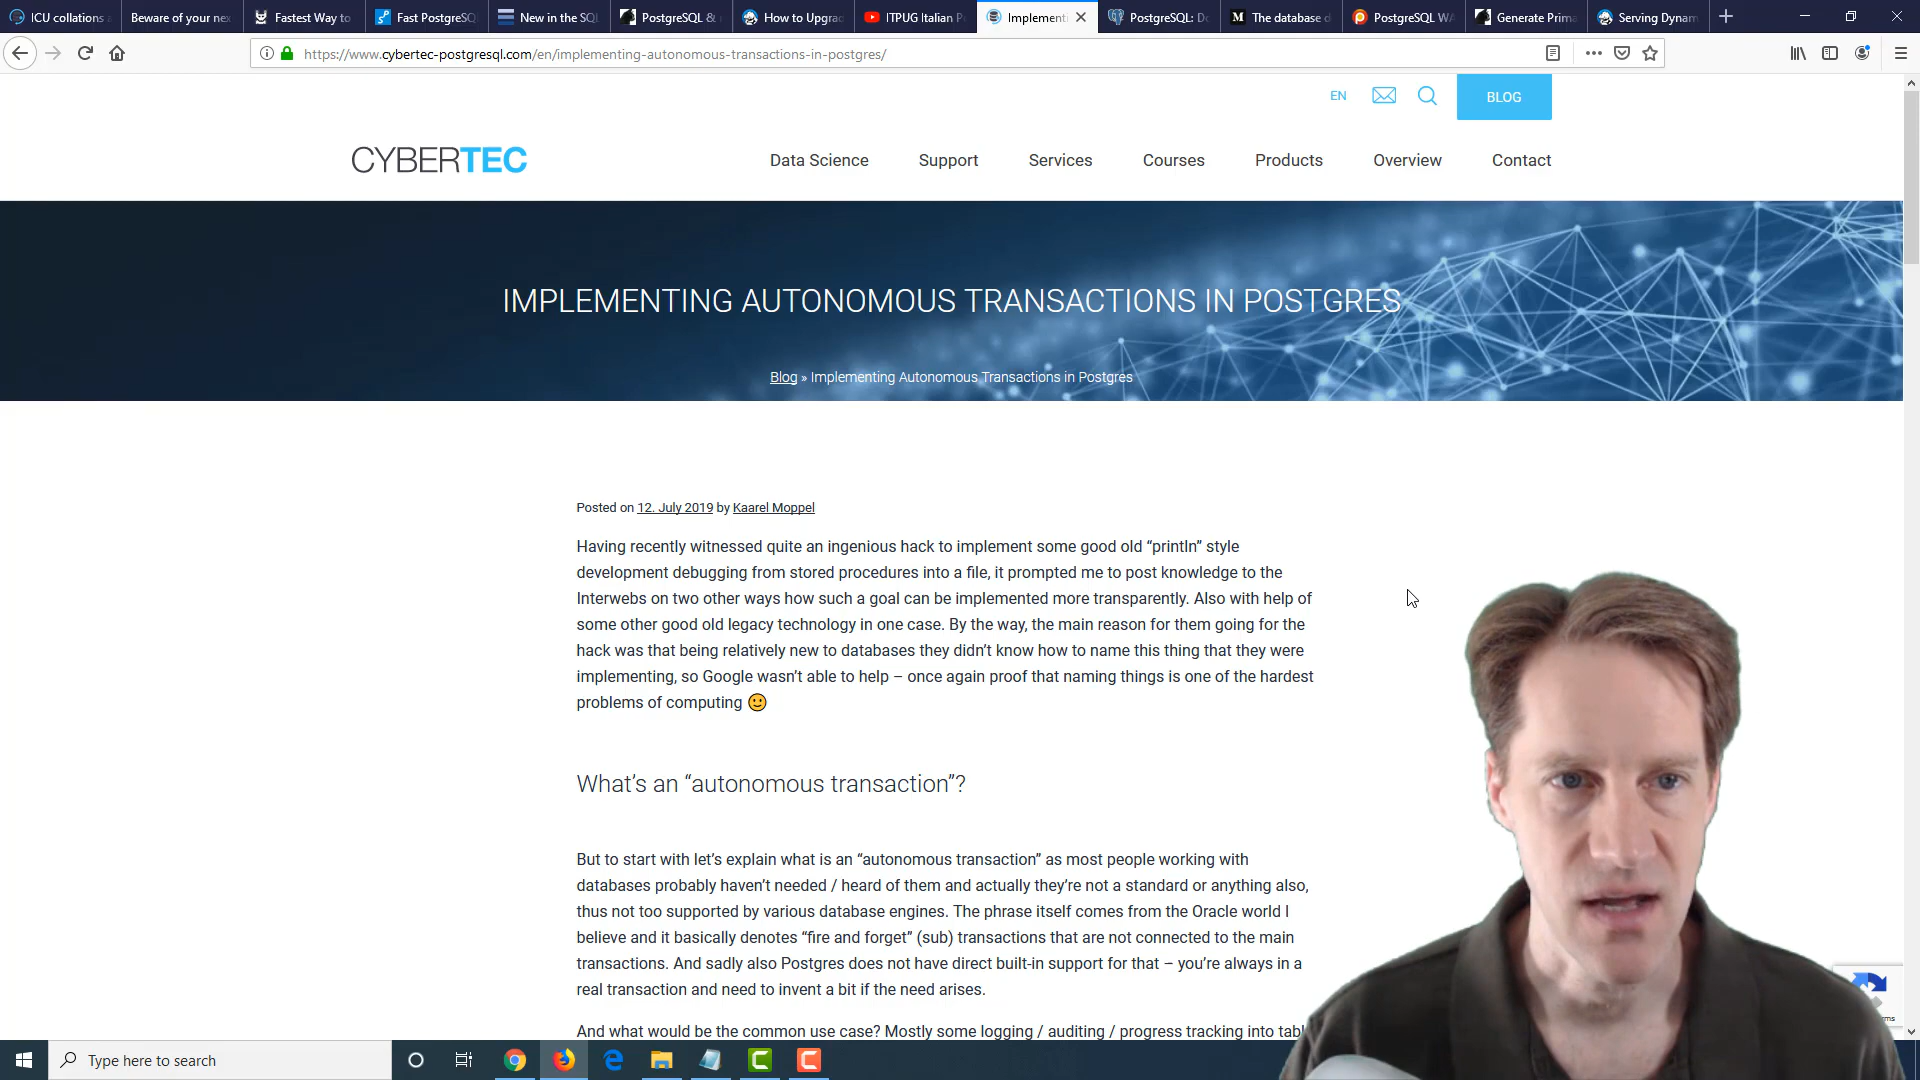 ICU collations a
Beware of your nex
Fastest Way to
Fast PostgreSQ
New in the SQL
PostgreSQL &
How to Upgrad
ITPUG Italian P
Implementi
PostgreSQL: D
The database
PostgreSQL WA
Generate Prima
Serving Dynam
https://www.cybertec-postgresql.com/en/implementing-autonomous-transactions-in-postgres/
EN
BLOG
CYBERTEC
Data Science
Support
Services
Courses
Products
Overview
Contact
IMPLEMENTING AUTONOMOUS TRANSACTIONS IN POSTGRES
Blog » Implementing Autonomous Transactions in Postgres
Posted on 12. July 2019 by Kaarel Moppel
Having recently witnessed quite an ingenious hack to implement some good old “println” style
development debugging from stored procedures into a file, it prompted me to post knowledge to the
Interwebs on two other ways how such a goal can be implemented more transparently. Also with help of
some other good old legacy technology in one case. By the way, the main reason for them going for the
hack was that being relatively new to databases they didn’t know how to name this thing that they were
implementing, so Google wasn’t able to help – once again proof that naming things is one of the hardest
problems of computing 🙂
What’s an “autonomous transaction”?
But to start with let’s explain what is an “autonomous transaction” as most people working with
databases probably haven’t needed / heard of them and actually they’re not a standard or anything also,
thus not too supported by various database engines. The phrase itself comes from the Oracle world I
believe and it basically denotes “fire and forget” (sub) transactions that are not connected to the main
transactions. And sadly also Postgres does not have direct built-in support for that – you’re always in a
real transaction and need to invent a bit if the need arises.
And what would be the common use case? Mostly some logging / auditing / progress tracking into tabl
Type here to search